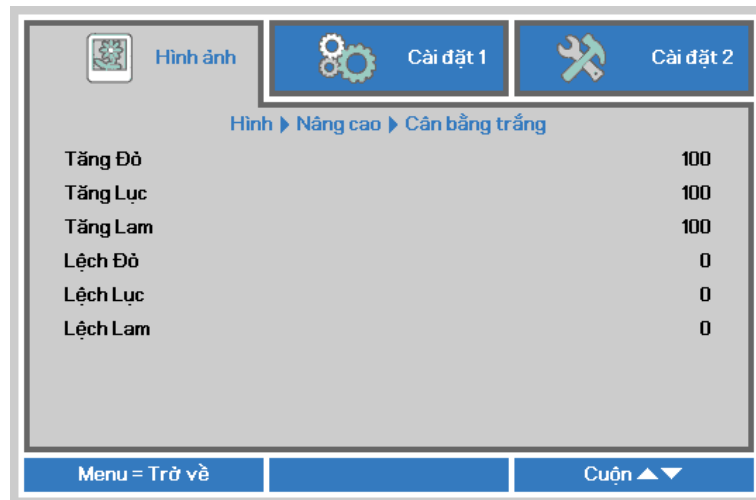 Hình ảnh
Cài đặt 1
Cài đặt 2
Hình Nâng cao Cân bằng trắng
Tăng Đỏ 100
Tăng Lục 100
Tăng Lam 100
Lệch Đỏ 0
Lệch Lục 0
Lệch Lam 0
Menu = Trở về
Cuộn